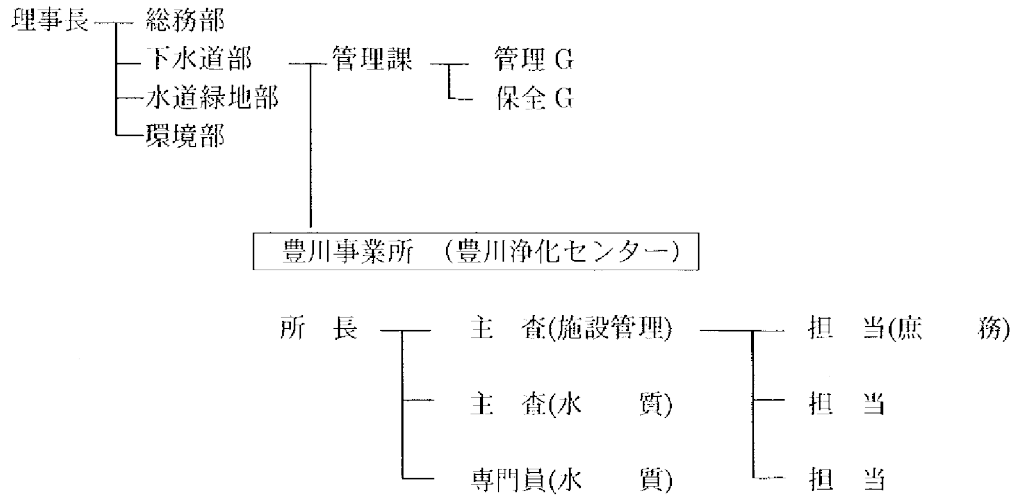 理事長 総務部
下水道部 管理課 管理 G
水道緑地部 保全 G
環境部
豊川事業所 (豊川浄化センター)
所 長 主 査(施設管理) 担 当(庶 務)
主 査(水 質) 担 当
専門員(水 質) 担 当